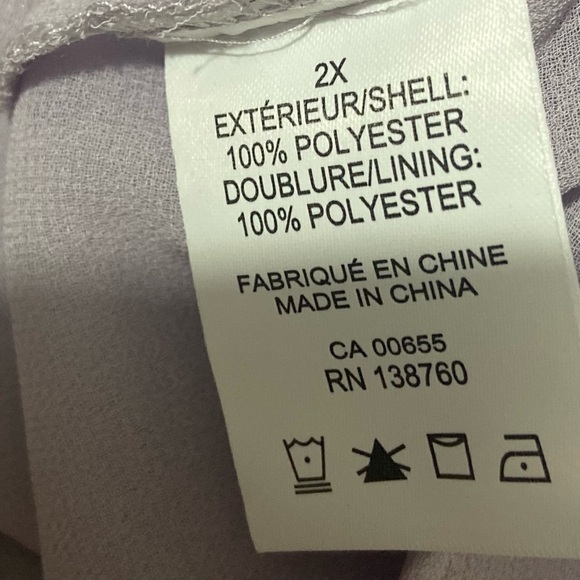 2X
EXTÉRIEUR/SHELL:
100% POLYESTER
DOUBLURE/LINING:
100% POLYESTER
FABRIQUÉ EN CHINE
MADE IN CHINA
CA 00655
RN 138760